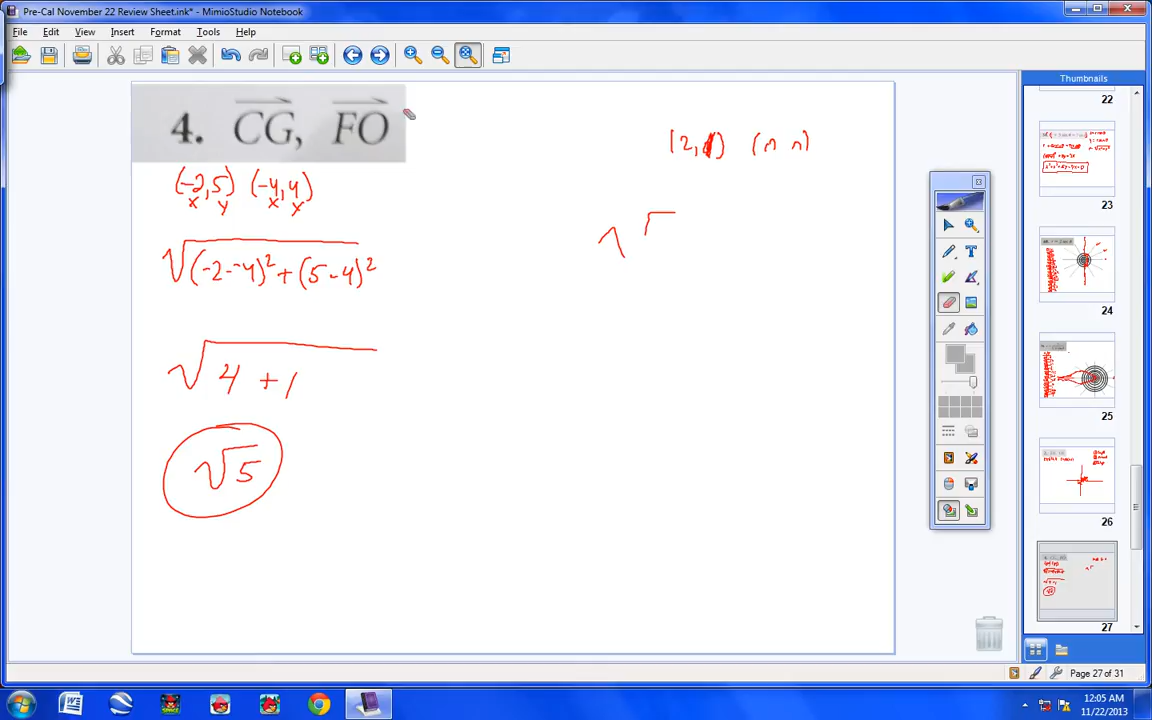 Pre-Cal November 22 Review Sheet.ink* - MimioStudio Notebook
File Edit View Insert Format Tools Help
Thumbnails
4. CG, FO
(-2,5) (-4,4)
x y x x
√(-2--4)² + (5-4)²
√4 + 1
√5
(2, ) (n n)
√
T
22
23
24
25
26
27
Page 27 of 31
12:05 AM
11/22/2013